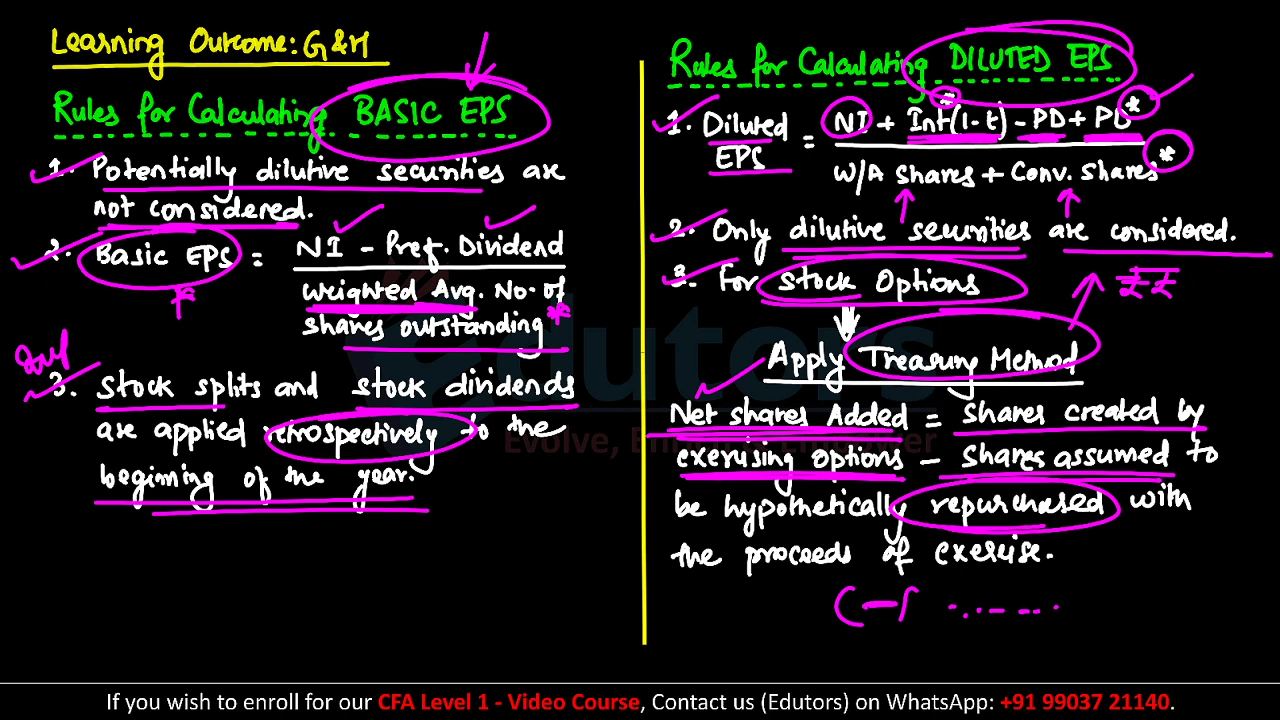 Learning Outcome: G & H
Rules for Calculating BASIC EPS
1. Potentially dilutive securities are
not considered.
2. Basic EPS = NI - Pref. Dividend
Weighted Avg. No. of
shares outstanding *
*
3. Stock splits and stock dividends
are applied retrospectively to the
beginning of the year.
Rules for Calculating DILUTED EPS
1. Diluted EPS = NI + Int(1-t) - PD + PD*
W/A Shares + Conv. Shares*
2. Only dilutive securities are considered.
3. For Stock Options
Apply Treasury Method
Net shares Added = Shares created by
exerusing options - Shares assumed to
be hypothetically repurchased with
the proceeds of exercise.
edutors
Evolve,
If you wish to enroll for our CFA Level 1 - Video Course, Contact us (Edutors) on WhatsApp: +91 99037 21140.